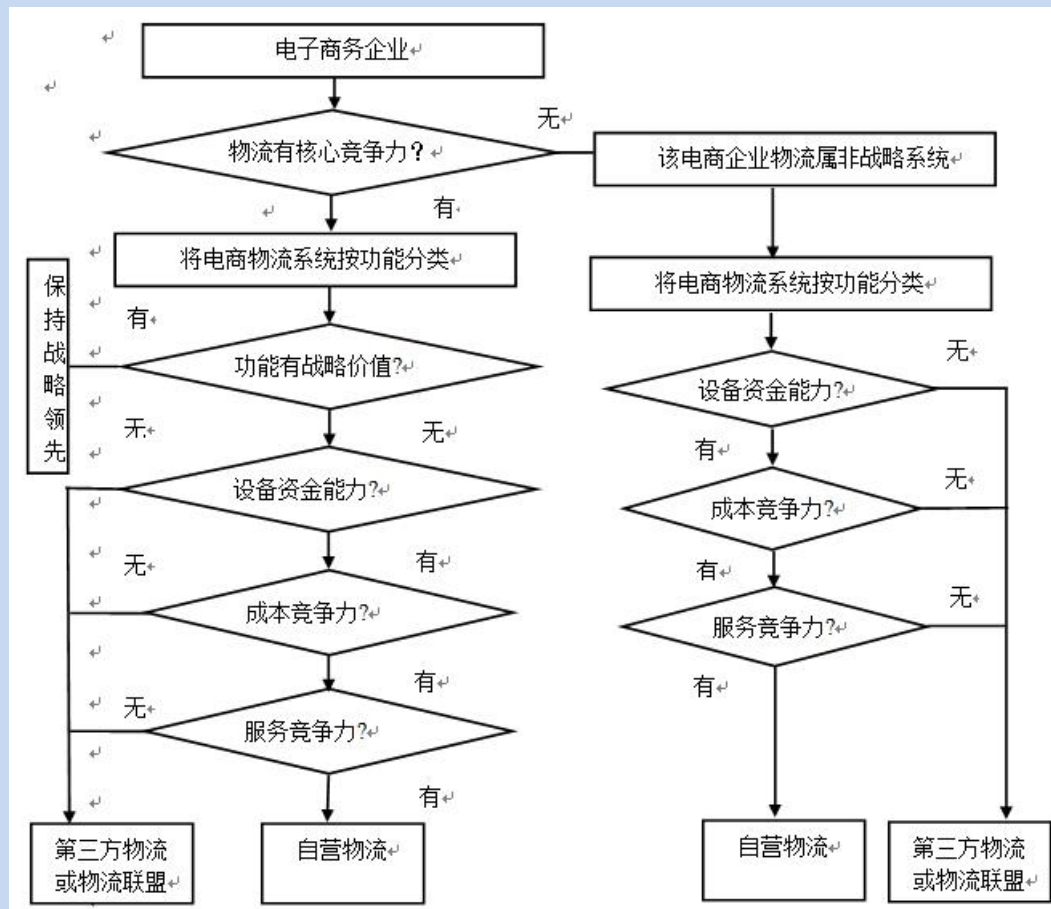 电子商务企业
物流有核心竞争力？
无
该电商企业物流属非战略系统
有
将电商物流系统按功能分类
将电商物流系统按功能分类
保
持
战
略
领
先
有
功能有战略价值?
无
设备资金能力?
无
无
有
设备资金能力?
成本竞争力?
无
无
有
有
成本竞争力?
服务竞争力?
无
无
有
有
服务竞争力?
有
第三方物流
或物流联盟
自营物流
自营物流
第三方物流
或物流联盟